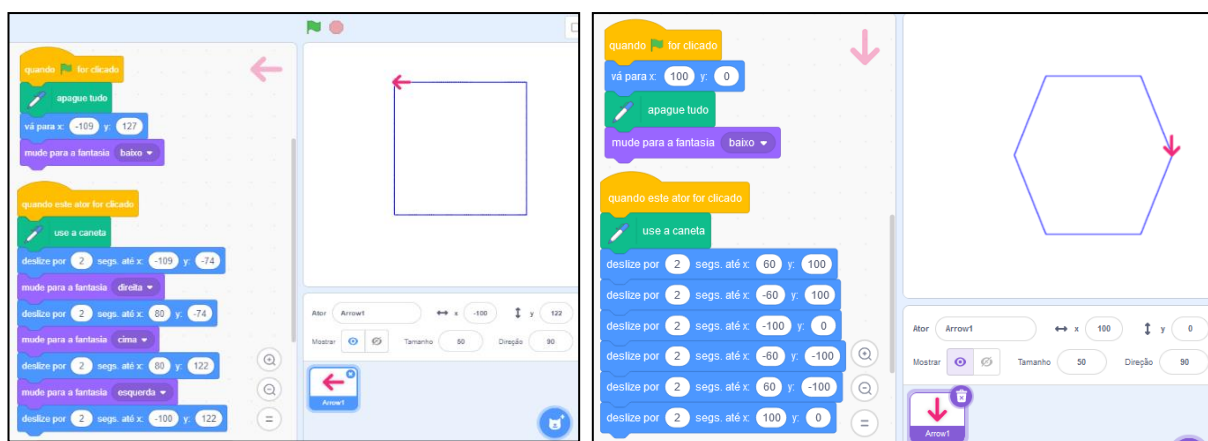 quando for clicado
apague tudo
vá para x: -109 y: 127
mude para a fantasia baixo
quando este ator for clicado
use a caneta
deslize por 2 segs. até x: -109 y: -74
mude para a fantasia direita
deslize por 2 segs. até x: 80 y: -74
mude para a fantasia cima
deslize por 2 segs. até x: 80 y: 122
mude para a fantasia esquerda
deslize por 2 segs. até x: -100 y: 122
Ator Arrow1 x -100 y 122
Mostrar Tamanho 50 Direção 90
Arrow1
quando for clicado
vá para x: 100 y: 0
apague tudo
mude para a fantasia baixo
quando este ator for clicado
use a caneta
deslize por 2 segs. até x: 60 y: 100
deslize por 2 segs. até x: -60 y: 100
deslize por 2 segs. até x: -100 y: 0
deslize por 2 segs. até x: -60 y: -100
deslize por 2 segs. até x: 60 y: -100
deslize por 2 segs. até x: 100 y: 0
Ator Arrow1 x 100 y 0
Mostrar Tamanho 50 Direção 90
Arrow1